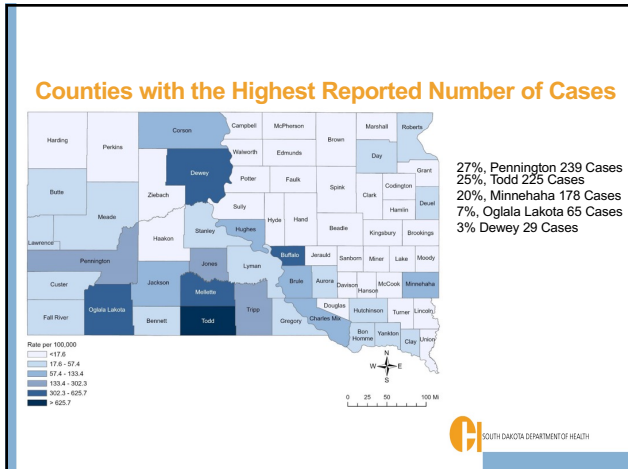 Counties with the Highest Reported Number of Cases
Harding
Perkins
Corson
Campbell
McPherson
Brown
Marshall
Roberts
Walworth
Edmunds
Day
Dewey
Potter
Faulk
Grant
Butte
Ziebach
Spink
Clark
Codington
Meade
Sully
Hamlin
Deuel
Stanley
Hughes
Hyde
Hand
Beadle
Kingsbury
Brookings
Haakon
Lawrence
Pennington
Jones
Lyman
Buffalo
Jerauld
Sanborn
Miner
Lake
Moody
Custer
Jackson
Mellette
Brule
Aurora
Davison
Hanson
McCook
Minnehaha
Fall River
Oglala Lakota
Bennett
Todd
Tripp
Gregory
Charles Mix
Douglas
Hutchinson
Turner
Lincoln
Bon Homme
Yankton
Clay
Union
27%, Pennington 239 Cases
25%, Todd 225 Cases
20%, Minnehaha 178 Cases
7%, Oglala Lakota 65 Cases
3% Dewey 29 Cases
Rate per 100,000
<17.6
17.6 - 57.4
57.4 - 133.4
133.4 - 302.3
302.3 - 625.7
> 625.7
N
W
E
S
0 25 50 100 Mi
SOUTH DAKOTA DEPARTMENT OF HEALTH